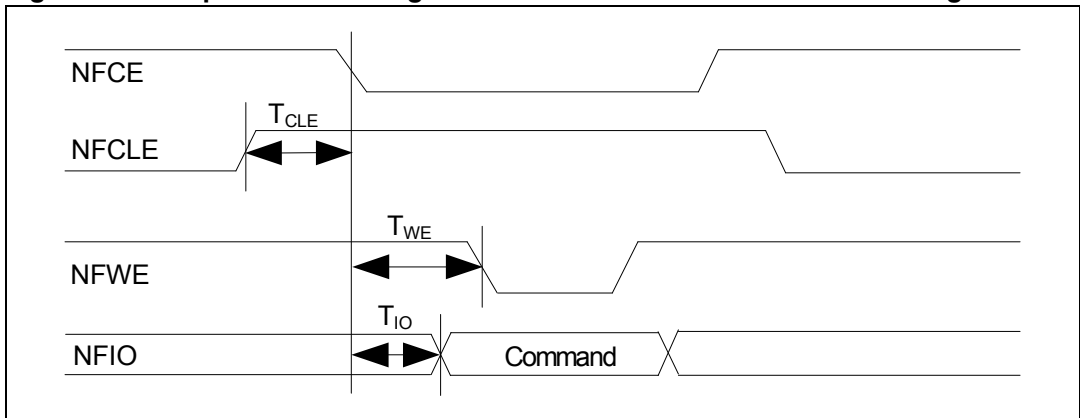 NFCE
T_CLE
NFCLE
T_WE
NFWE
T_IO
NFIO
Command